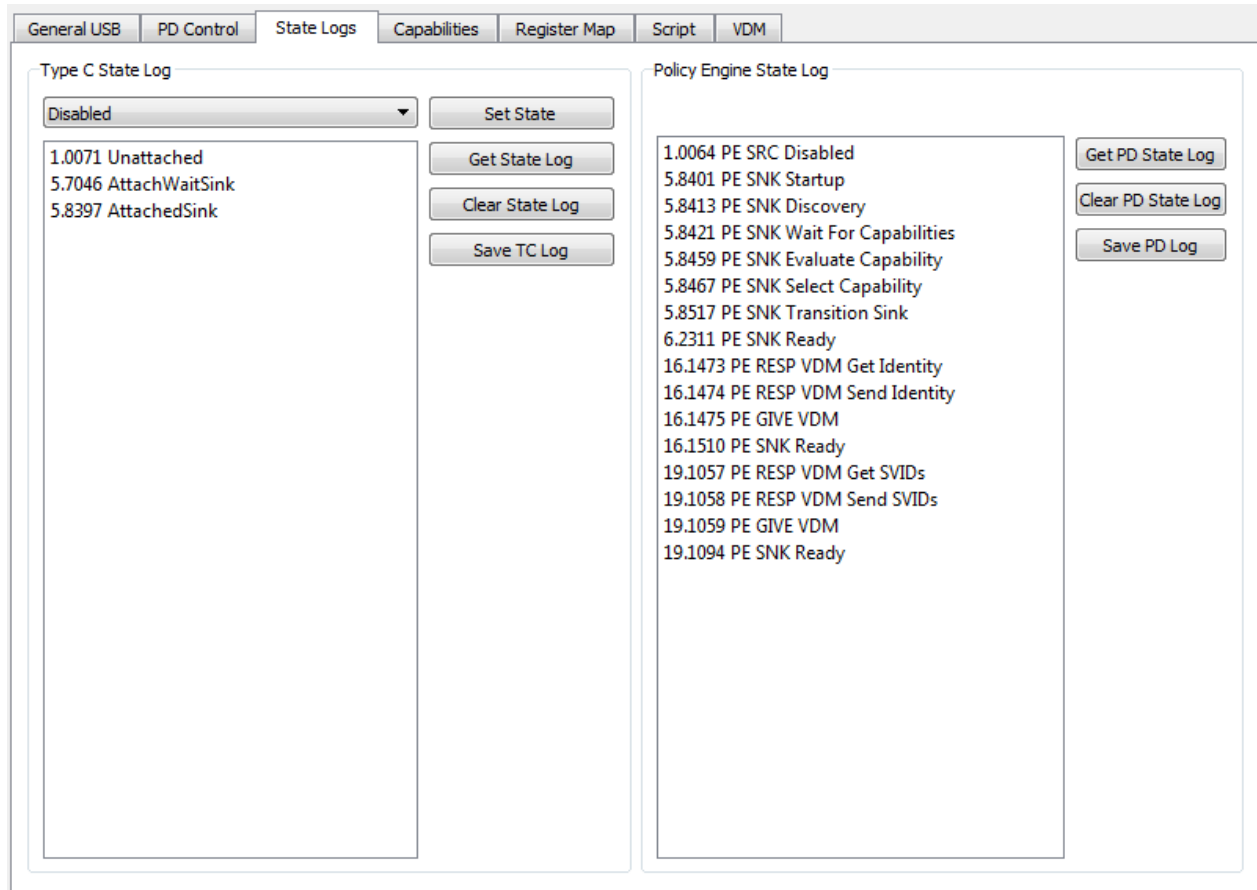 General USB
PD Control
State Logs
Capabilities
Register Map
Script
VDM
Type C State Log
Disabled
Set State
1.0071 Unattached
5.7046 AttachWaitSink
5.8397 AttachedSink
Get State Log
Clear State Log
Save TC Log
Policy Engine State Log
1.0064 PE SRC Disabled
5.8401 PE SNK Startup
5.8413 PE SNK Discovery
5.8421 PE SNK Wait For Capabilities
5.8459 PE SNK Evaluate Capability
5.8467 PE SNK Select Capability
5.8517 PE SNK Transition Sink
6.2311 PE SNK Ready
16.1473 PE RESP VDM Get Identity
16.1474 PE RESP VDM Send Identity
16.1475 PE GIVE VDM
16.1510 PE SNK Ready
19.1057 PE RESP VDM Get SVIDs
19.1058 PE RESP VDM Send SVIDs
19.1059 PE GIVE VDM
19.1094 PE SNK Ready
Get PD State Log
Clear PD State Log
Save PD Log